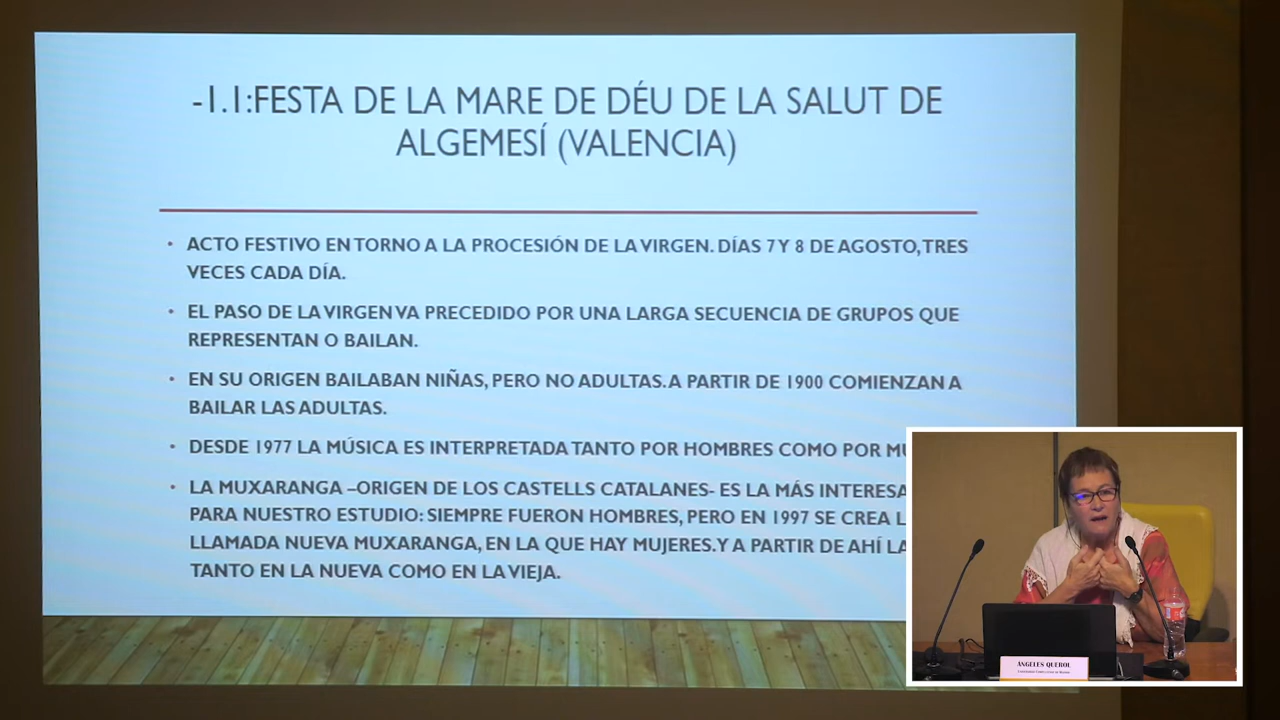 -1.1:FESTA DE LA MARE DE DÉU DE LA SALUT DE
ALGEMESÍ (VALENCIA)
• ACTO FESTIVO EN TORNO A LA PROCESIÓN DE LA VIRGEN. DÍAS 7 Y 8 DE AGOSTO, TRES
VECES CADA DÍA.
• EL PASO DE LA VIRGEN VA PRECEDIDO POR UNA LARGA SECUENCIA DE GRUPOS QUE
REPRESENTAN O BAILAN.
• EN SU ORIGEN BAILABAN NIÑAS, PERO NO ADULTAS. A PARTIR DE 1900 COMIENZAN A
BAILAR LAS ADULTAS.
• DESDE 1977 LA MÚSICA ES INTERPRETADA TANTO POR HOMBRES COMO POR
• LA MUXARANGA –ORIGEN DE LOS CASTELLS CATALANES- ES LA MÁS
PARA NUESTRO ESTUDIO: SIEMPRE FUERON HOMBRES, PERO EN 1997 SE CREA
LLAMADA NUEVA MUXARANGA, EN LA QUE HAY MUJERES. Y A PARTIR DE AHÍ
TANTO EN LA NUEVA COMO EN LA VIEJA.
ÁNGELES QUEROL